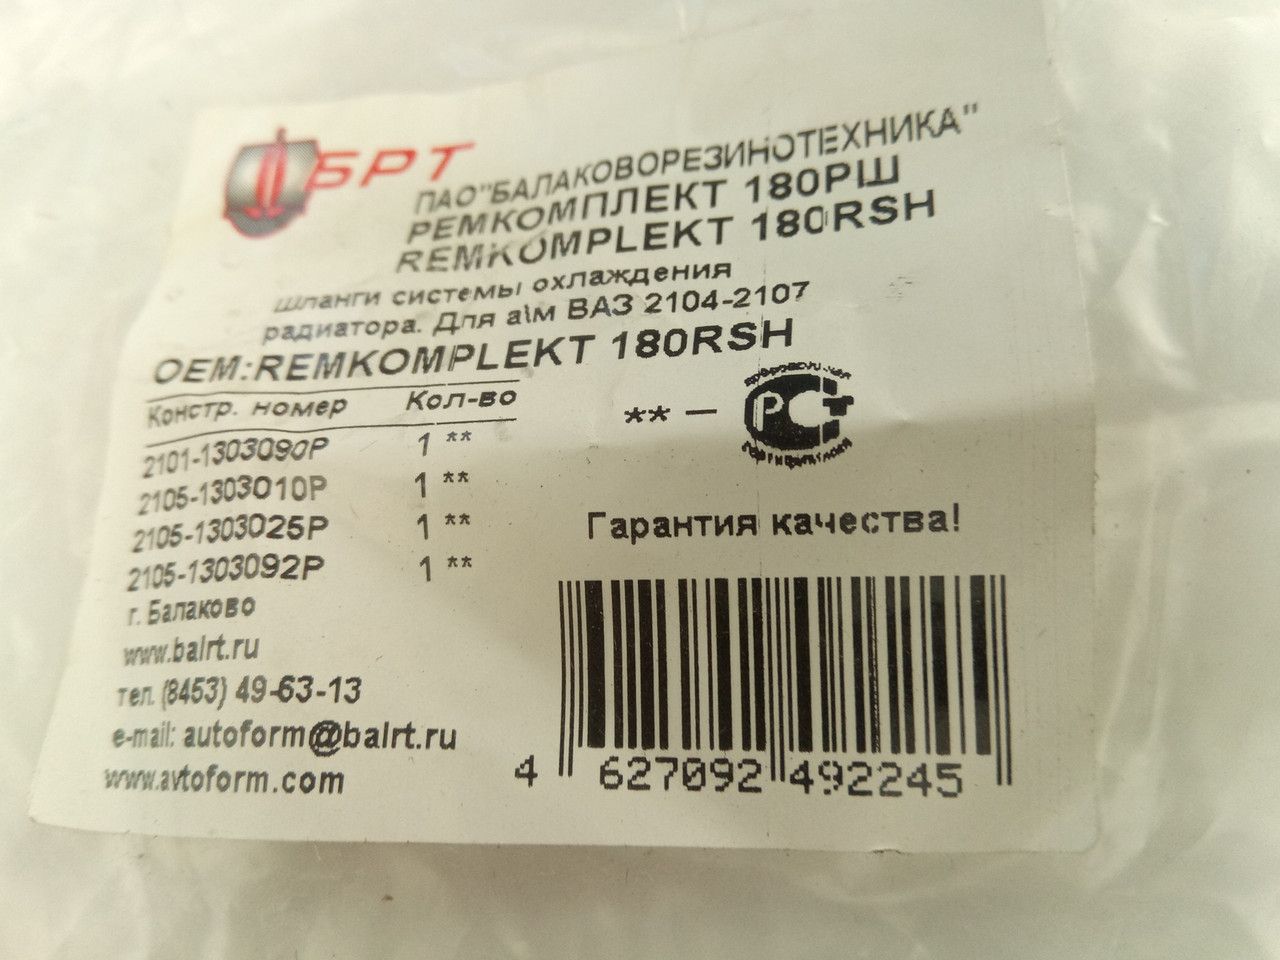 БРТ
ПАО"БАЛАКОВОРЕЗИНОТЕХНИКА"
РЕМКОМПЛЕКТ 180РШ
REMKOMPLEKT 180RSH
Шланги системы охлаждения
радиатора. Для а\м ВАЗ 2104-2107
OEM:REMKOMPLEKT 180RSH
Констр. номер Кол-во
2101-1303090Р 1 **
2105-1303010Р 1 **
2105-1303025Р 1 **
2105-1303092Р 1 **
** - РСТ
Гарантия качества!
г. Балаково
www.balrt.ru
тел. (8453) 49-63-13
e-mail: autoform@balrt.ru
www.avtoform.com
4 627092 492245